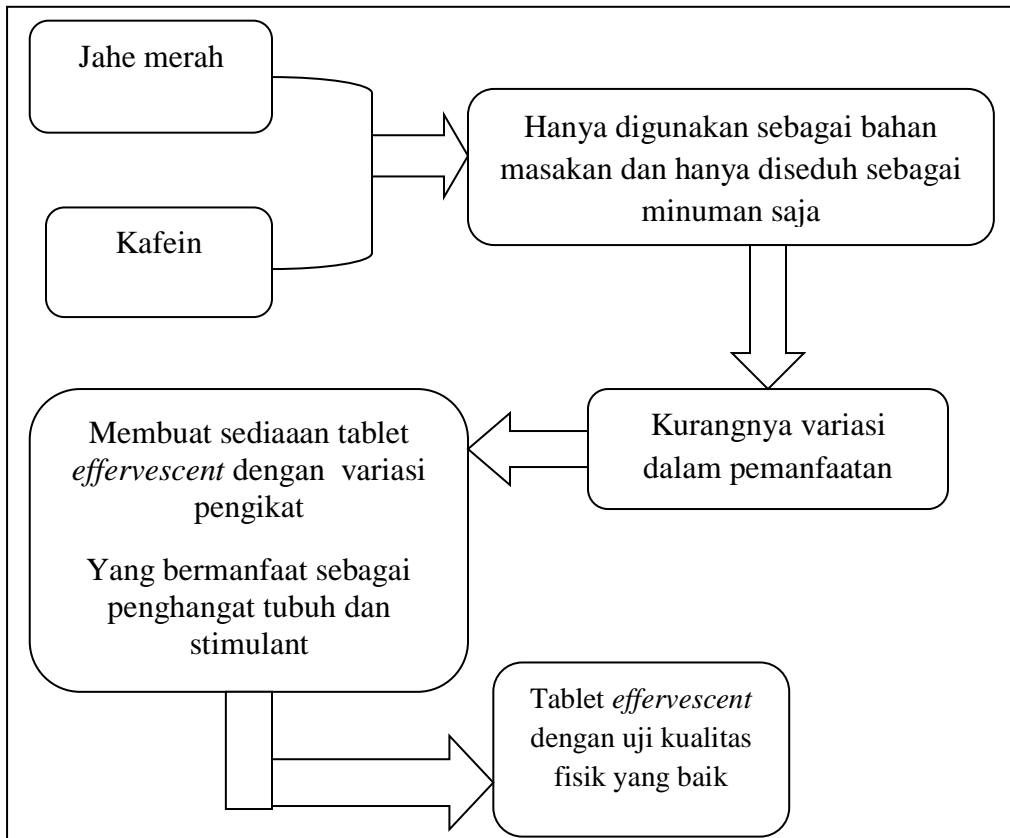 Jahe merah
Kafein
Hanya digunakan sebagai bahan
masakan dan hanya diseduh sebagai
minuman saja
Kurangnya variasi
dalam pemanfaatan
Membuat sediaaan tablet
effervescent dengan variasi
pengikat
Yang bermanfaat sebagai
penghangat tubuh dan
stimulant
Tablet effervescent
dengan uji kualitas
fisik yang baik